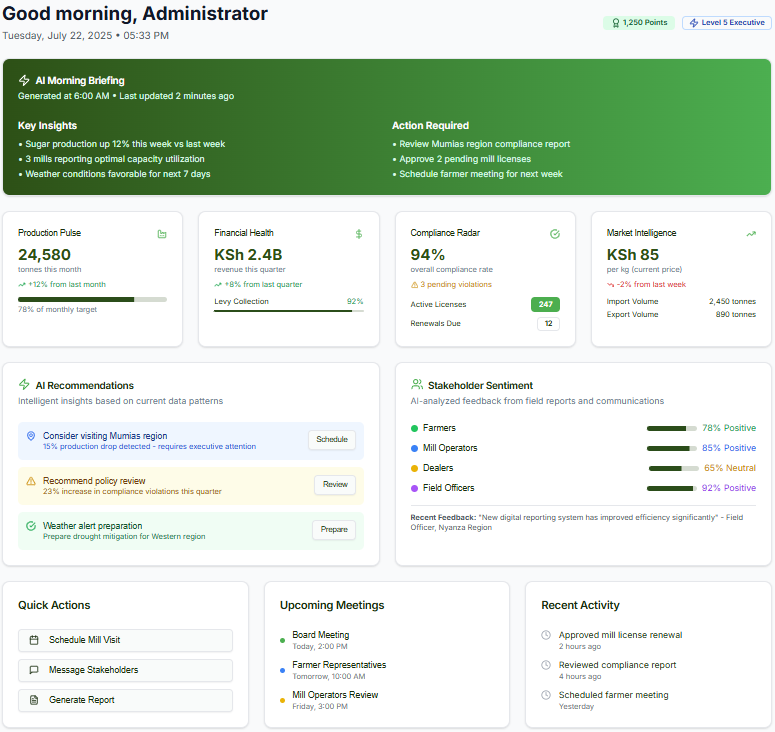 Good morning, Administrator
Tuesday, July 22, 2025 • 05:33 PM
1,250 Points
Level 5 Executive
AI Morning Briefing
Generated at 6:00 AM • Last updated 2 minutes ago
Key Insights
• Sugar production up 12% this week vs last week
• 3 mills reporting optimal capacity utilization
• Weather conditions favorable for next 7 days
Action Required
• Review Mumias region compliance report
• Approve 2 pending mill licenses
• Schedule farmer meeting for next week
Production Pulse
24,580
tonnes this month
+12% from last month
78% of monthly target
Financial Health
$
KSh 2.4B
revenue this quarter
+8% from last quarter
Levy Collection 92%
Compliance Radar
94%
overall compliance rate
3 pending violations
Active Licenses 247
Renewals Due 12
Market Intelligence
KSh 85
per kg (current price)
-2% from last week
Import Volume 2,450 tonnes
Export Volume 890 tonnes
AI Recommendations
Intelligent insights based on current data patterns
Consider visiting Mumias region
15% production drop detected - requires executive attention
Schedule
Recommend policy review
23% increase in compliance violations this quarter
Review
Weather alert preparation
Prepare drought mitigation for Western region
Prepare
Stakeholder Sentiment
AI-analyzed feedback from field reports and communications
Farmers 78% Positive
Mill Operators 85% Positive
Dealers 65% Neutral
Field Officers 92% Positive
Recent Feedback: "New digital reporting system has improved efficiency significantly" - Field
Officer, Nyanza Region
Quick Actions
Schedule Mill Visit
Message Stakeholders
Generate Report
Upcoming Meetings
Board Meeting
Today, 2:00 PM
Farmer Representatives
Tomorrow, 10:00 AM
Mill Operators Review
Friday, 3:00 PM
Recent Activity
Approved mill license renewal
2 hours ago
Reviewed compliance report
4 hours ago
Scheduled farmer meeting
Yesterday